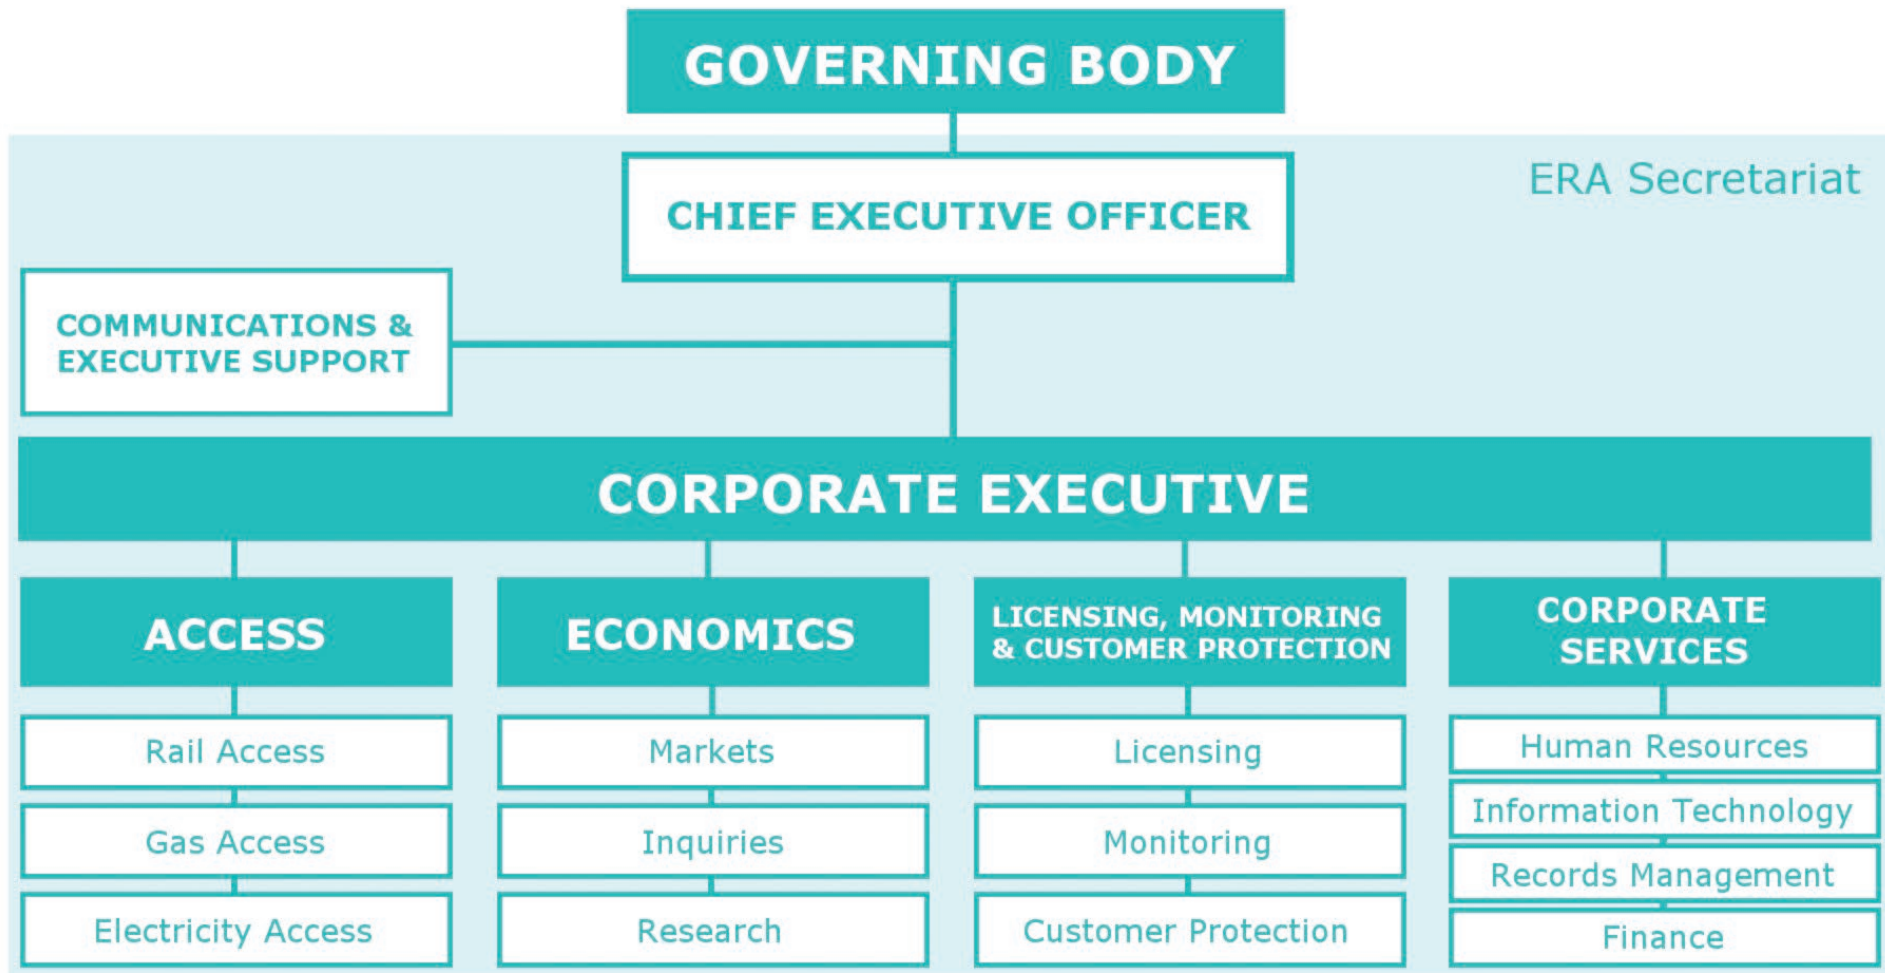 GOVERNING BODY
ERA Secretariat
CHIEF EXECUTIVE OFFICER
COMMUNICATIONS &
EXECUTIVE SUPPORT
CORPORATE EXECUTIVE
ACCESS
Rail Access
Gas Access
Electricity Access
ECONOMICS
Markets
Inquiries
Research
LICENSING, MONITORING
& CUSTOMER PROTECTION
Licensing
Monitoring
Customer Protection
CORPORATE
SERVICES
Human Resources
Information Technology
Records Management
Finance